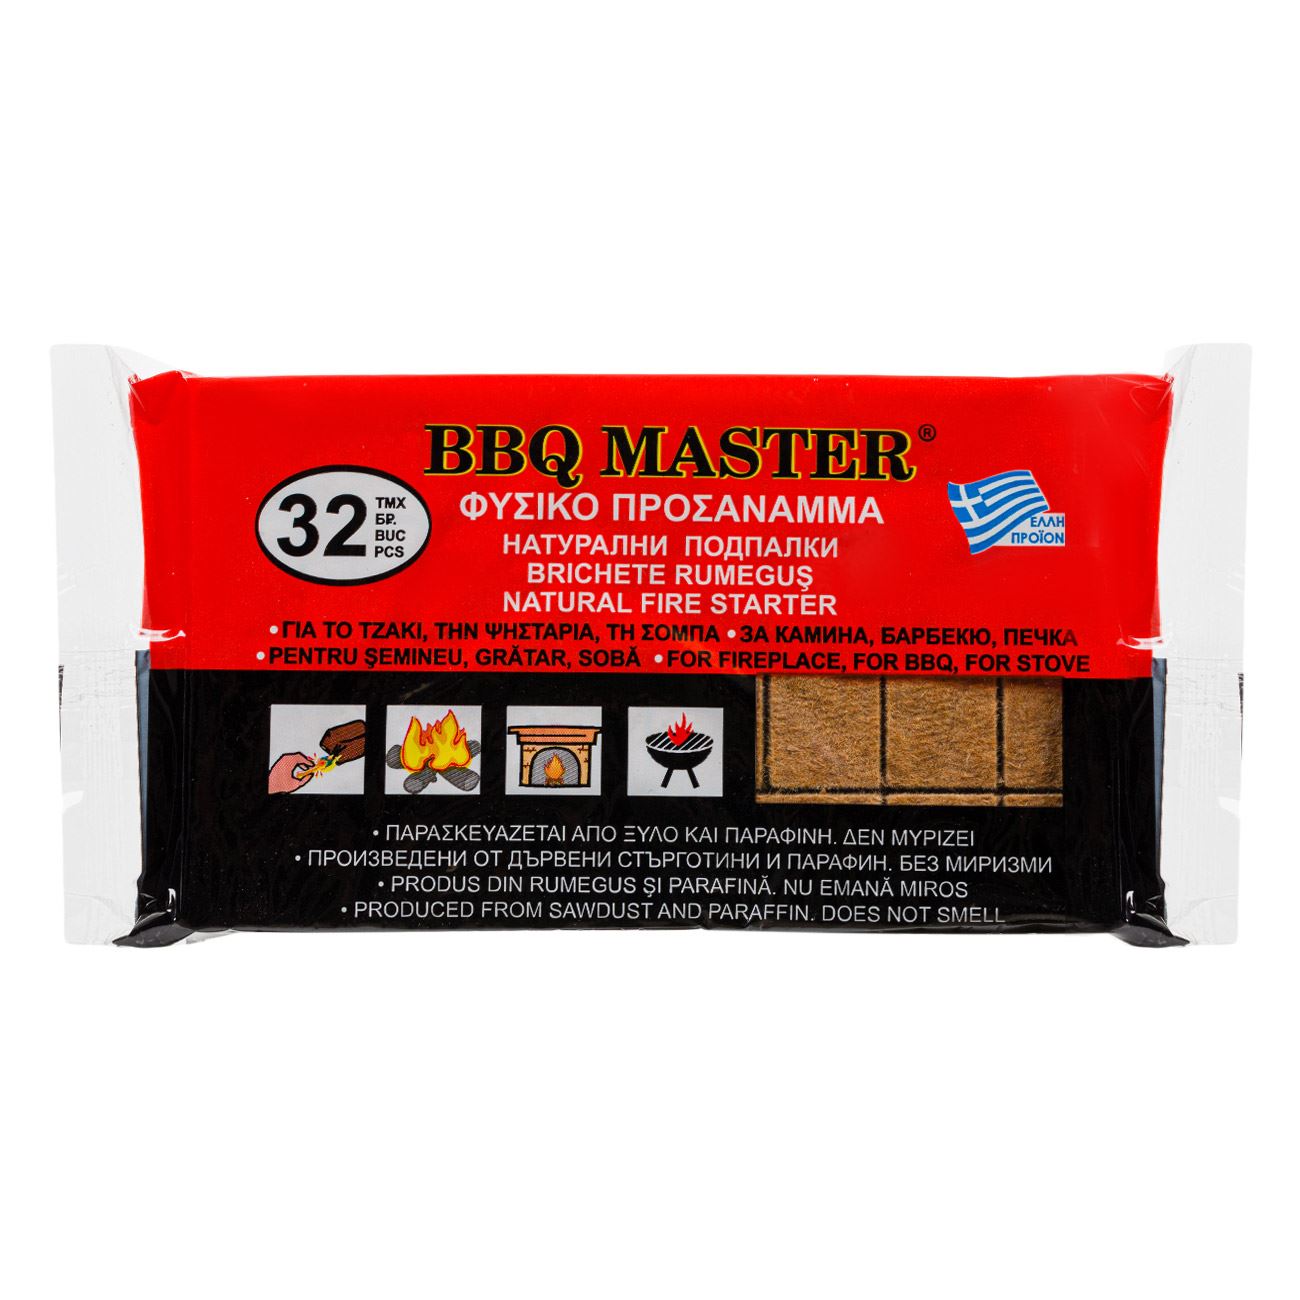 BBQ MASTER®
32 ΤΜΧ
БР.
BUC
PCS
ΦΥΣΙΚΟ ΠΡΟΣΑΝΑΜΜΑ
НАТУРАЛНИ ПОДПАЛКИ
BRICHETE RUMEGUŞ
NATURAL FIRE STARTER
ΕΛΛΗ
ΠΡΟΪΟΝ
•ΓΙΑ ΤΟ ΤΖΑΚΙ, ΤΗΝ ΨΗΣΤΑΡΙΑ, ΤΗ ΣΟΜΠΑ •ЗА КАМИНА, БАРБЕКЮ, ПЕЧКА
•PENTRU ŞEMINEU, GRĂTAR, SOBĂ •FOR FIREPLACE, FOR BBQ, FOR STOVE
• ΠΑΡΑΣΚΕΥΑΖΕΤΑΙ ΑΠΟ ΞΥΛΟ ΚΑΙ ΠΑΡΑΦΙΝΗ. ΔΕΝ ΜΥΡΙΖΕΙ
• ПРОИЗВЕДЕНИ ОТ ДЪРВЕНИ СТЪРГОТИНИ И ПАРАФИН. БЕЗ МИРИЗМИ
• PRODUS DIN RUMEGUS ŞI PARAFINĂ. NU EMANĂ MIROS
• PRODUCED FROM SAWDUST AND PARAFFIN. DOES NOT SMELL